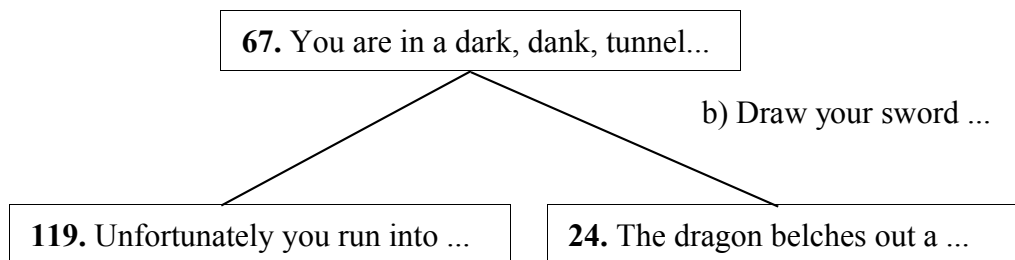 67. You are in a dark, dank, tunnel...
b) Draw your sword ...
119. Unfortunately you run into ...
24. The dragon belches out a ...